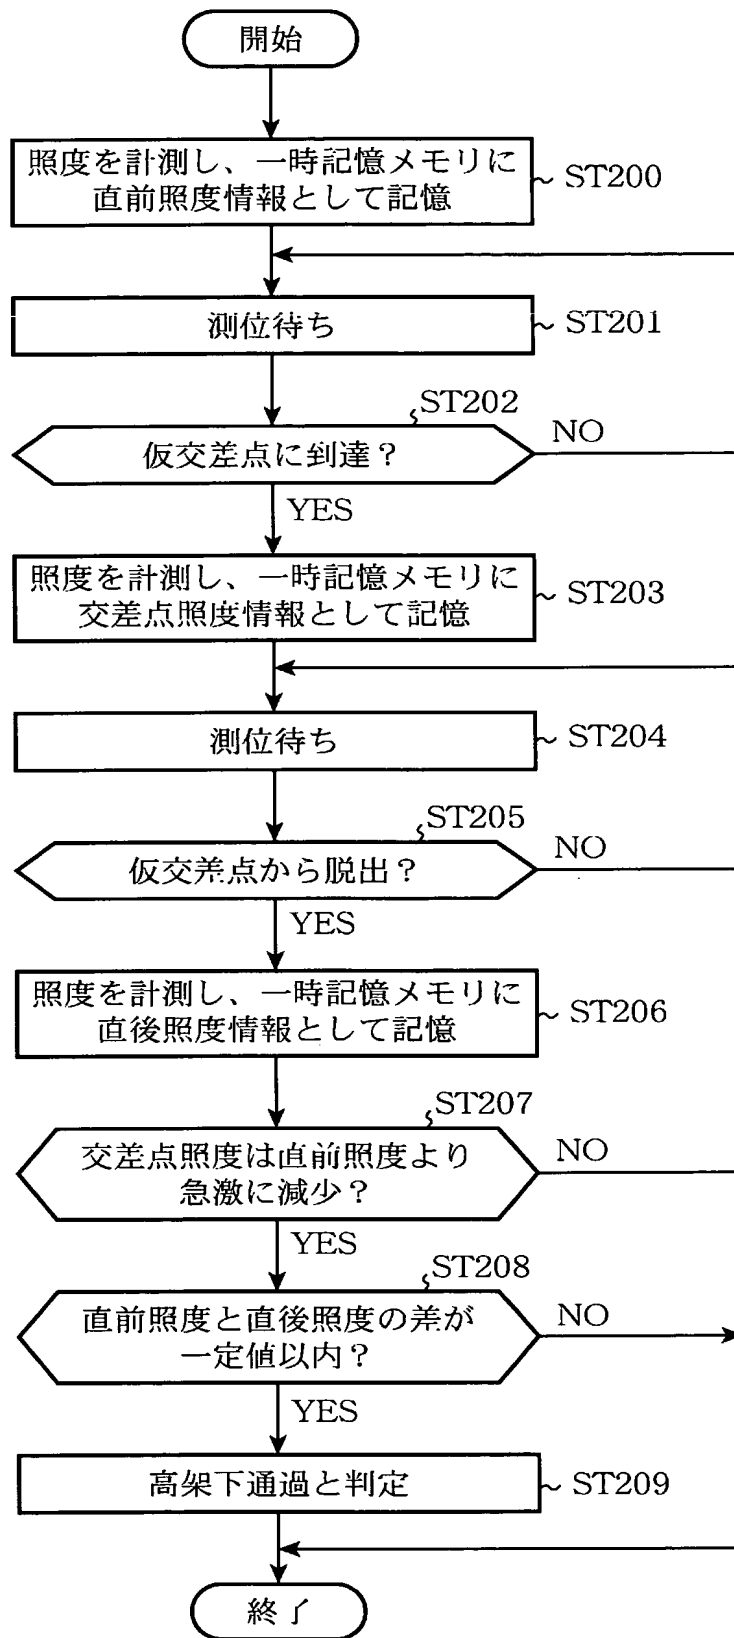 開始
照度を計測し、一時記憶メモリに
直前照度情報として記憶
ST200
測位待ち
ST201
ST202
仮交差点に到達？
NO
YES
照度を計測し、一時記憶メモリに
交差点照度情報として記憶
ST203
測位待ち
ST204
ST205
仮交差点から脱出？
NO
YES
照度を計測し、一時記憶メモリに
直後照度情報として記憶
ST206
ST207
交差点照度は直前照度より
急激に減少？
NO
YES
ST208
直前照度と直後照度の差が
一定値以内？
NO
YES
高架下通過と判定
ST209
終了